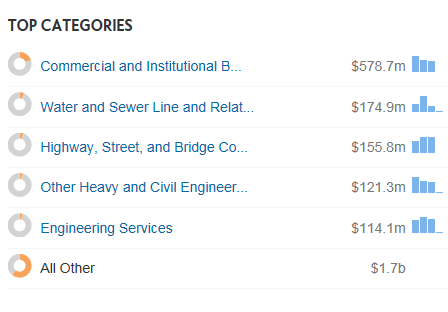 TOP CATEGORIES
Commercial and Institutional B... $578.7m
Water and Sewer Line and Relat... $174.9m
Highway, Street, and Bridge Co... $155.8m
Other Heavy and Civil Engineer... $121.3m
Engineering Services $114.1m
All Other $1.7b